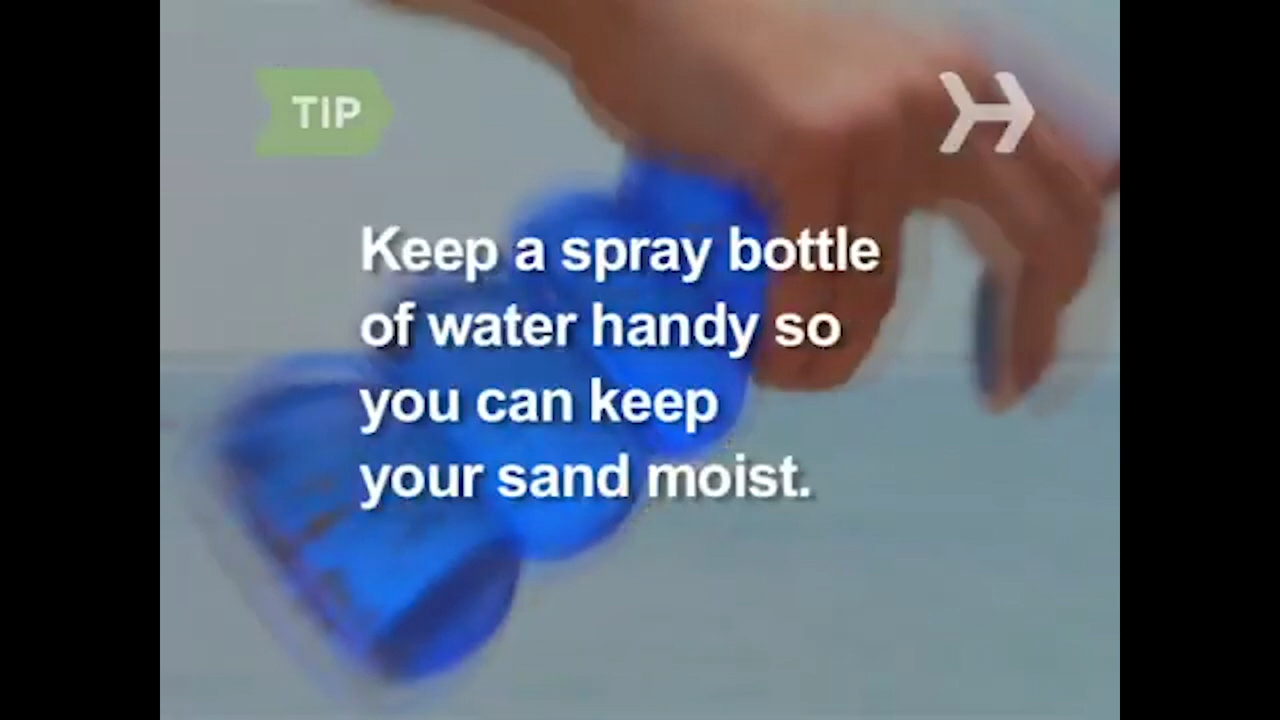 TIP
Keep a spray bottle
of water handy so
you can keep
your sand moist.